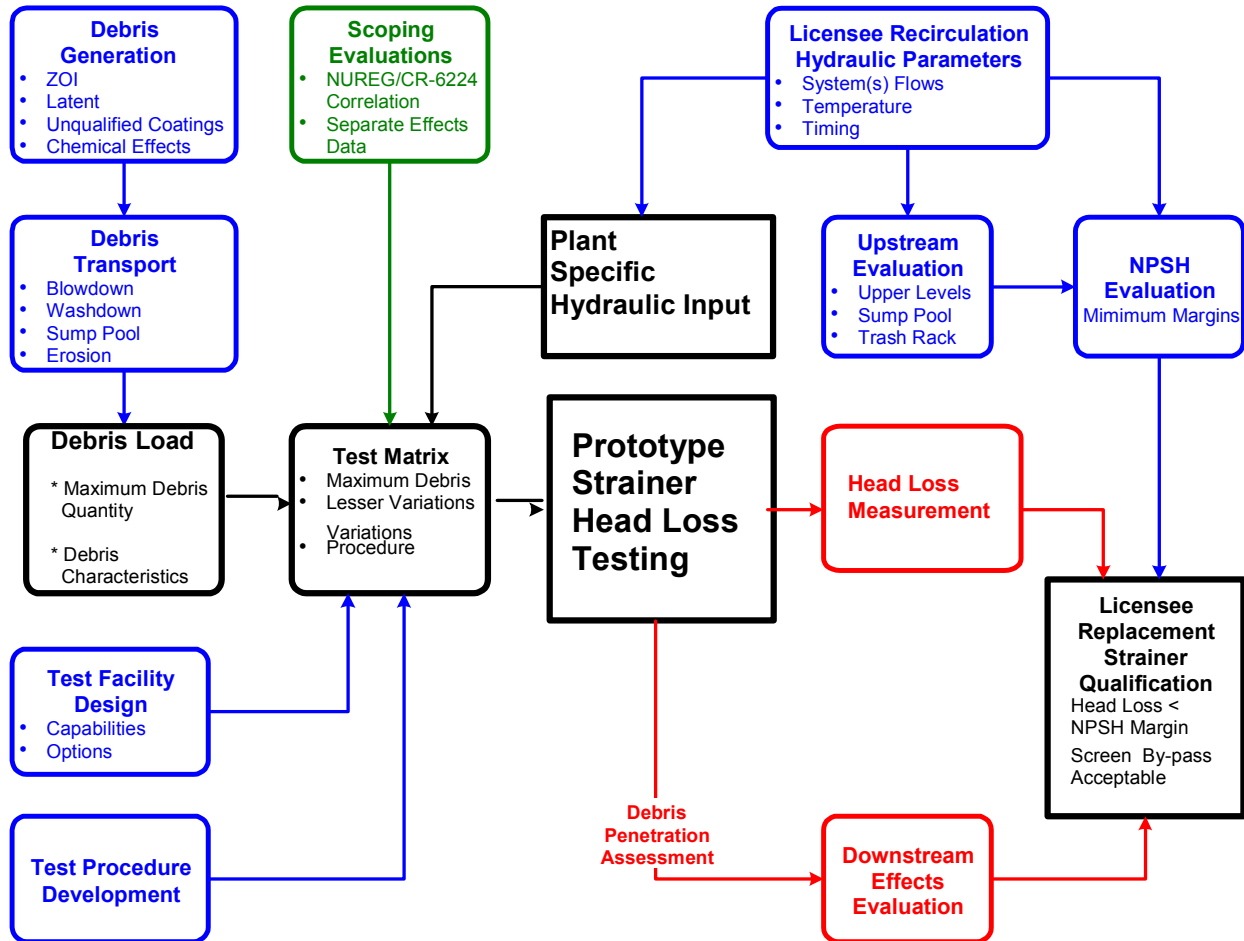 Debris
Generation
• ZOI
• Latent
• Unqualified Coatings
• Chemical Effects
Scoping
Evaluations
• NUREG/CR-6224
Correlation
• Separate Effects
Data
Licensee Recirculation
Hydraulic Parameters
• System(s) Flows
• Temperature
• Timing
Debris
Transport
• Blowdown
• Washdown
• Sump Pool
• Erosion
Plant
Specific
Hydraulic Input
Upstream
Evaluation
• Upper Levels
• Sump Pool
• Trash Rack
NPSH
Evaluation
Mimimum Margins
Debris Load
* Maximum Debris
Quantity
* Debris
Characteristics
Test Matrix
• Maximum Debris
• Lesser Variations
Variations
• Procedure
Prototype
Strainer
Head Loss
Testing
Head Loss
Measurement
Licensee
Replacement
Strainer
Qualification
Head Loss <
NPSH Margin
Screen By-pass
Acceptable
Test Facility
Design
• Capabilities
• Options
Debris
Penetration
Assessment
Test Procedure
Development
Downstream
Effects
Evaluation